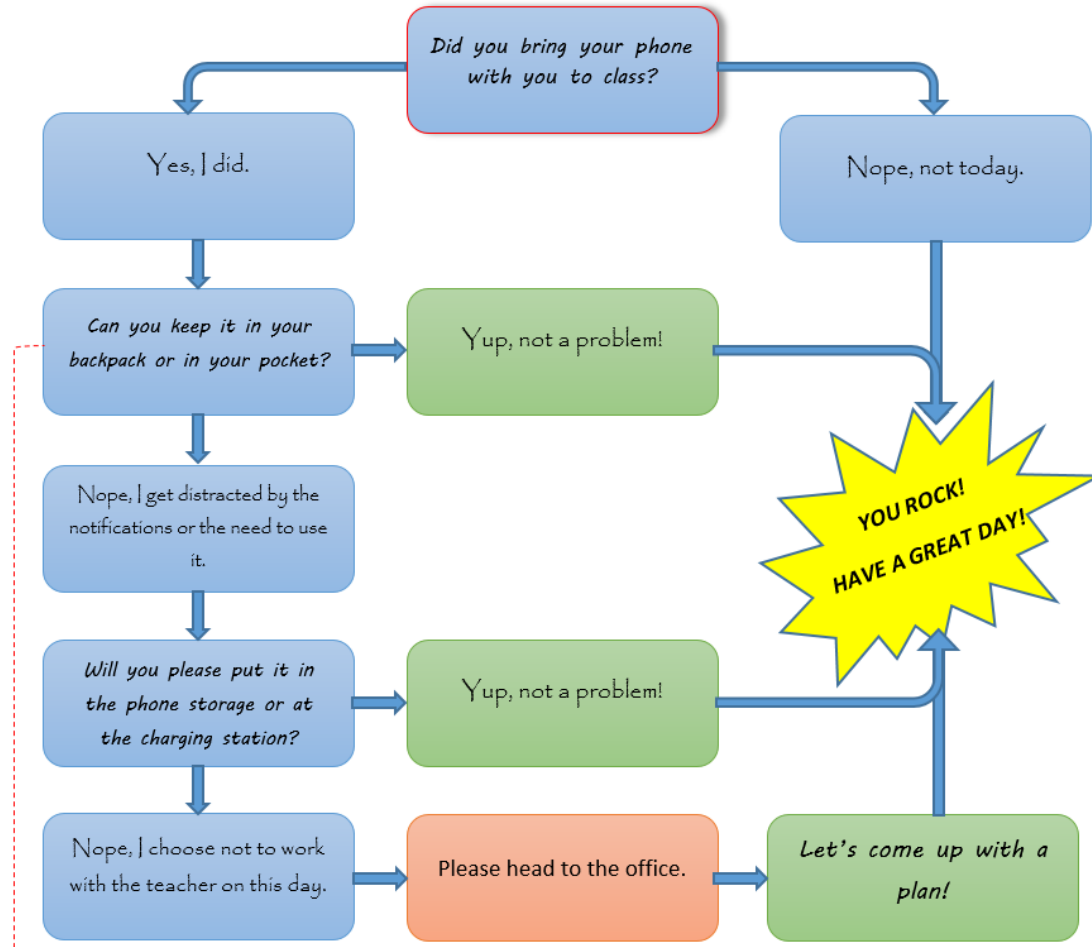 Did you bring your phone
with you to class?
Yes, I did.
Nope, not today.
Can you keep it in your
backpack or in your pocket?
Yup, not a problem!
Nope, I get distracted by the
notifications or the need to use
it.
YOU ROCK!
HAVE A GREAT DAY!
Will you please put it in
the phone storage or at
the charging station?
Yup, not a problem!
Nope, I choose not to work
with the teacher on this day.
Please head to the office.
Let's come up with a
plan!